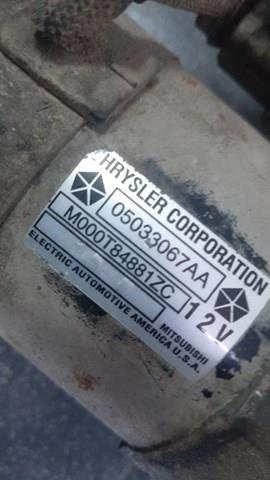 CHRYSLER CORPORATION
05033067AA
M000T84881ZC 12V
MITSUBISHI
ELECTRIC AUTOMOTIVE AMERICA U.S.A.